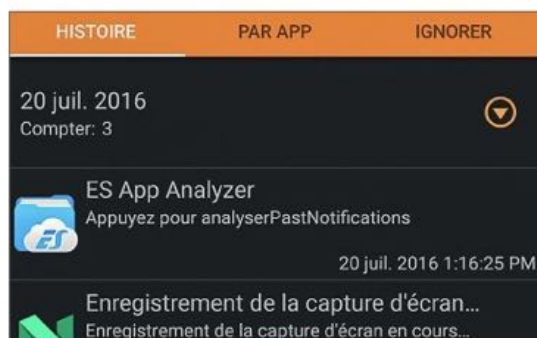 HISTOIRE PAR APP IGNORER
20 juil. 2016
Compter: 3
ES App Analyzer
Appuyez pour analyserPastNotifications
20 juil. 2016 1:16:25 PM
Enregistrement de la capture d'écran...
Enregistrement de la capture d'écran en cours...